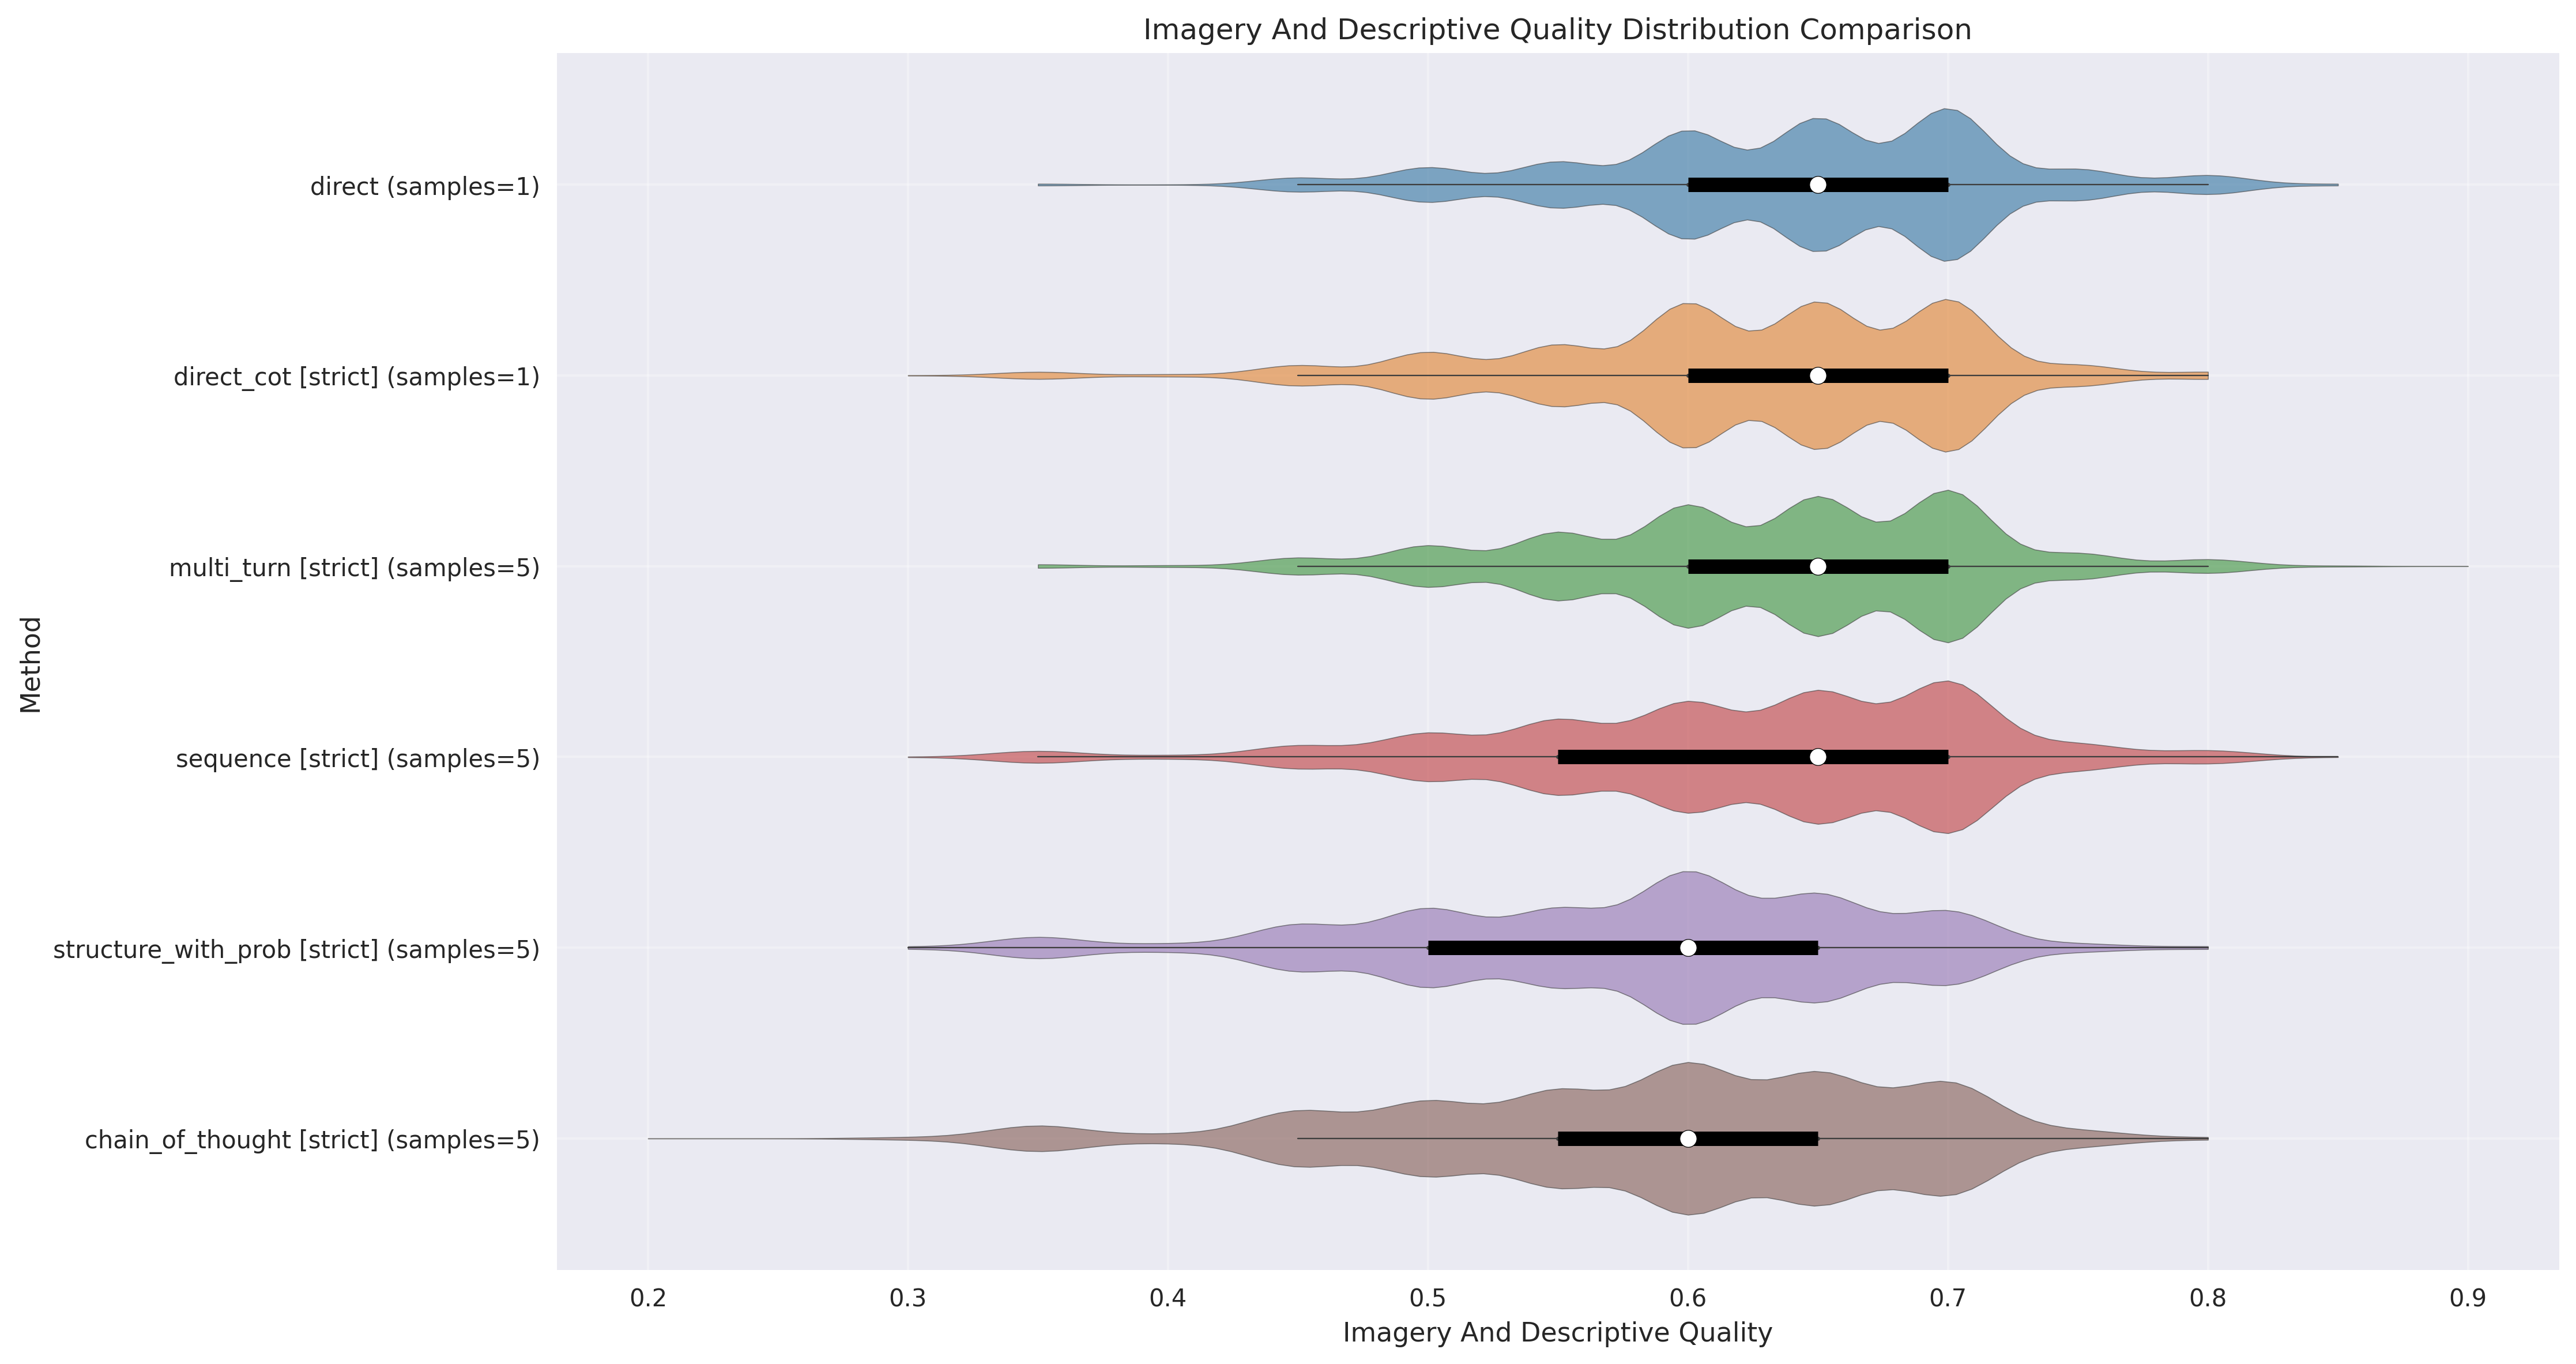 Imagery And Descriptive Quality Distribution Comparison
Method
direct (samples=1)
direct_cot [strict] (samples=1)
multi_turn [strict] (samples=5)
sequence [strict] (samples=5)
structure_with_prob [strict] (samples=5)
chain_of_thought [strict] (samples=5)
0.2 0.3 0.4 0.5 0.6 0.7 0.8 0.9
Imagery And Descriptive Quality